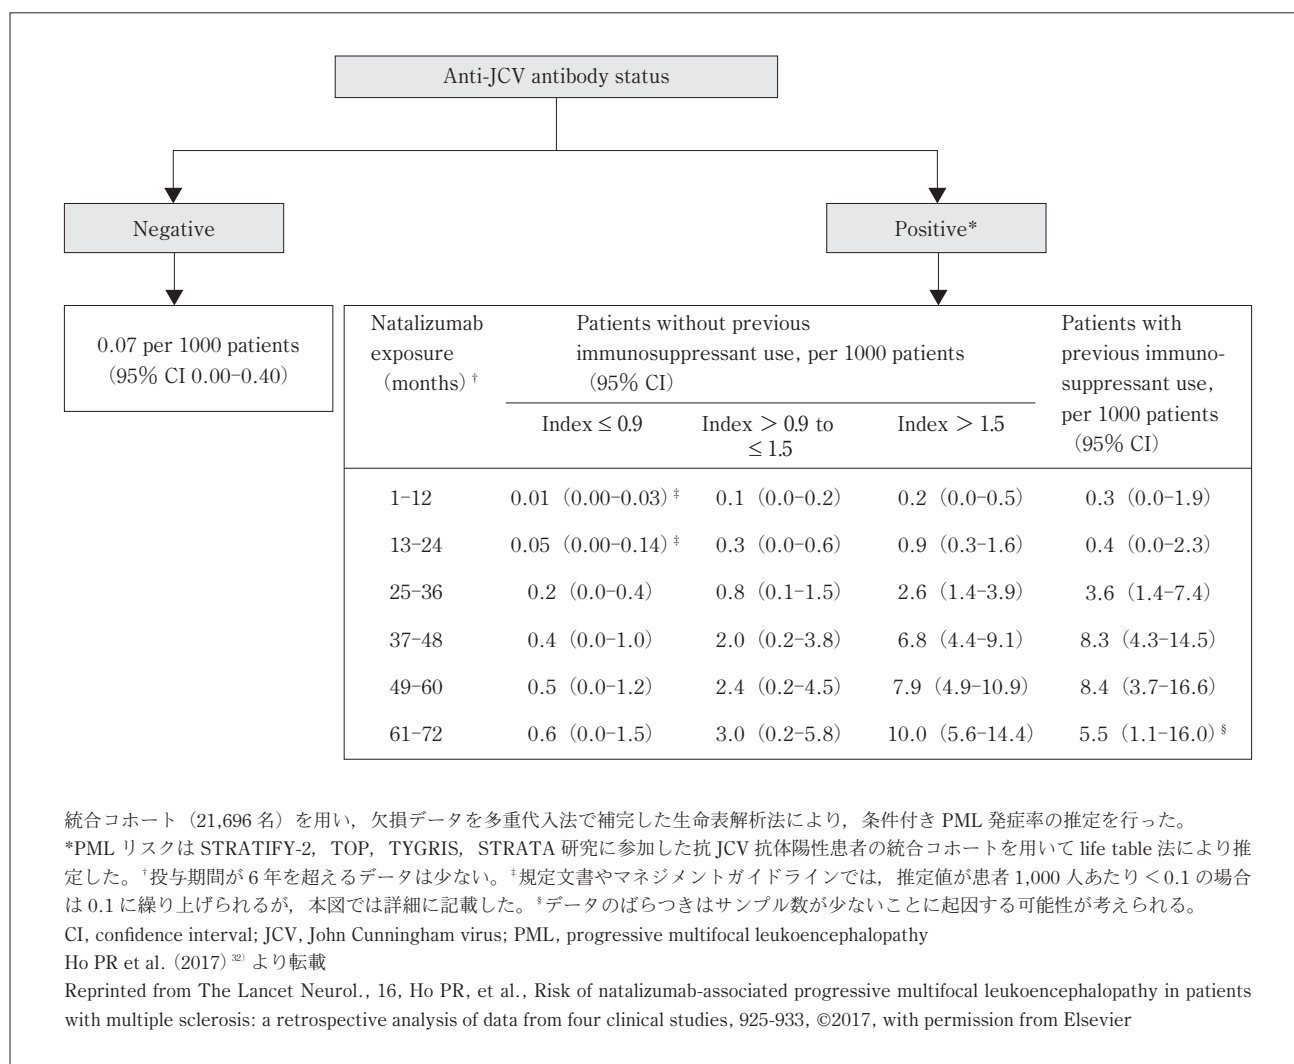 Anti-JCV antibody status
Negative
Positive*
0.07 per 1000 patients
(95% CI 0.00-0.40)
Natalizumab
exposure
(months)†
Patients without previous
immunosuppressant use, per 1000 patients
(95% CI)
Patients with
previous immuno-
suppressant use,
per 1000 patients
(95% CI)
Index ≤ 0.9
Index > 0.9 to
≤ 1.5
Index > 1.5
1-12 0.01 (0.00-0.03)‡ 0.1 (0.0-0.2) 0.2 (0.0-0.5) 0.3 (0.0-1.9)
13-24 0.05 (0.00-0.14)‡ 0.3 (0.0-0.6) 0.9 (0.3-1.6) 0.4 (0.0-2.3)
25-36 0.2 (0.0-0.4) 0.8 (0.1-1.5) 2.6 (1.4-3.9) 3.6 (1.4-7.4)
37-48 0.4 (0.0-1.0) 2.0 (0.2-3.8) 6.8 (4.4-9.1) 8.3 (4.3-14.5)
49-60 0.5 (0.0-1.2) 2.4 (0.2-4.5) 7.9 (4.9-10.9) 8.4 (3.7-16.6)
61-72 0.6 (0.0-1.5) 3.0 (0.2-5.8) 10.0 (5.6-14.4) 5.5 (1.1-16.0)§
統合コホート（21,696 名）を用い，欠損データを多重代入法で補完した生命表解析法により，条件付き PML 発症率の推定を行った。
*PML リスクは STRATIFY-2，TOP，TYGRIS，STRATA 研究に参加した抗 JCV 抗体陽性患者の統合コホートを用いて life table 法により推
定した。†投与期間が 6 年を超えるデータは少ない。‡規定文書やマネジメントガイドラインでは，推定値が患者 1,000 人あたり＜0.1 の場合
は 0.1 に繰り上げられるが，本図では詳細に記載した。§データのばらつきはサンプル数が少ないことに起因する可能性が考えられる。
CI, confidence interval; JCV, John Cunningham virus; PML, progressive multifocal leukoencephalopathy
Ho PR et al. (2017)32) より転載
Reprinted from The Lancet Neurol., 16, Ho PR, et al., Risk of natalizumab-associated progressive multifocal leukoencephalopathy in patients
with multiple sclerosis: a retrospective analysis of data from four clinical studies, 925-933, ©2017, with permission from Elsevier